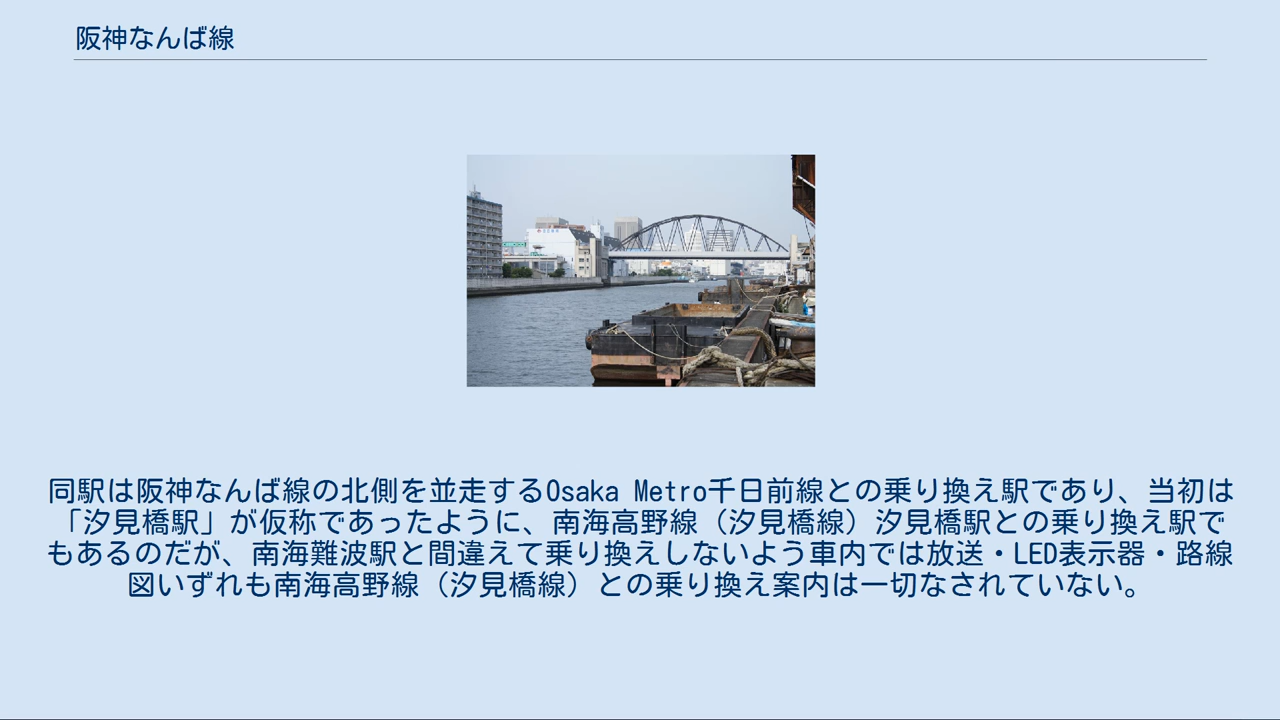 阪神なんば線
同駅は阪神なんば線の北側を並走するOsaka Metro千日前線との乗り換え駅であり、当初は
「汐見橋駅」が仮称であったように、南海高野線（汐見橋線）汐見橋駅との乗り換え駅で
もあるのだが、南海難波駅と間違えて乗り換えしないよう車内では放送・LED表示器・路線
図いずれも南海高野線（汐見橋線）との乗り換え案内は一切なされていない。